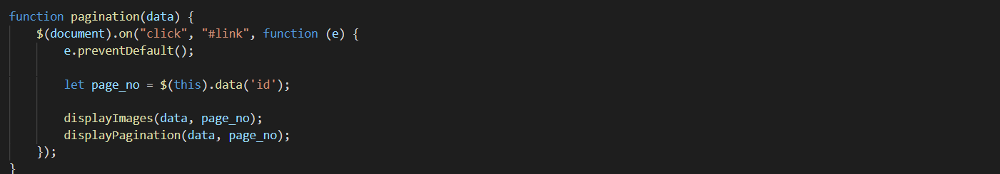 function pagination(data) {
    $(document).on("click", "#link", function (e) {
        e.preventDefault();
        let page_no = $(this).data('id');
        displayImages(data, page_no);
        displayPagination(data, page_no);
    });
}